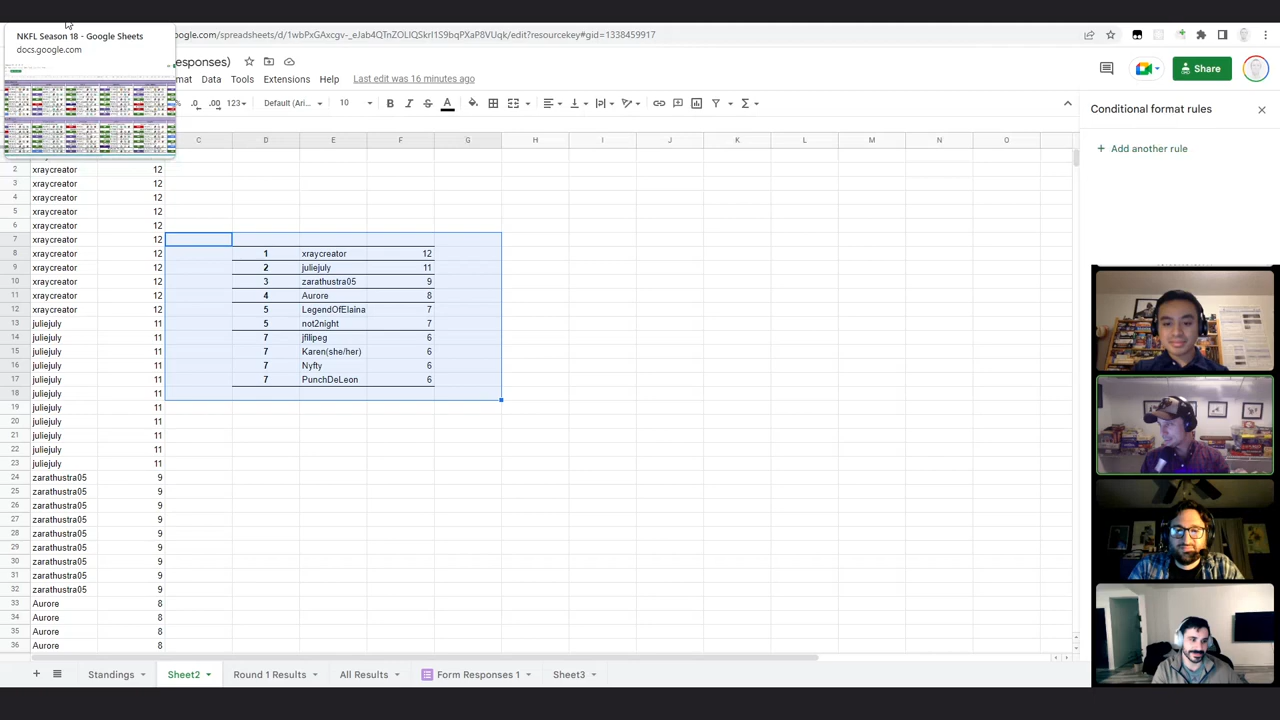 NKFL Season 18 - Google Sheets
docs.google.com
oogle.com/spreadsheets/d/1wbPxGAxcgv-_eJab4QTnZOLIQSkrI1S9bqPXaP8VUqk/edit?resourcekey#gid=1338459917
esponses)
mat Data Tools Extensions Help Last edit was 16 minutes ago
Share
% .0 .00 123 Default (Ari... 10 B I S A
Conditional format rules
+ Add another rule
C D E F G H I J K L M N O
2 xraycreator 12
3 xraycreator 12
4 xraycreator 12
5 xraycreator 12
6 xraycreator 12
7 xraycreator 12
8 xraycreator 12 1 xraycreator 12
9 xraycreator 12 2 juliejuly 11
10 xraycreator 12 3 zarathustra05 9
11 xraycreator 12 4 Aurore 8
12 xraycreator 12 5 LegendOfElaina 7
13 juliejuly 11 5 not2night 7
14 juliejuly 11 7 jfilipeg 6
15 juliejuly 11 7 Karen(she/her) 6
16 juliejuly 11 7 Nyfty 6
17 juliejuly 11 7 PunchDeLeon 6
18 juliejuly 11
19 juliejuly 11
20 juliejuly 11
21 juliejuly 11
22 juliejuly 11
23 juliejuly 11
24 zarathustra05 9
25 zarathustra05 9
26 zarathustra05 9
27 zarathustra05 9
28 zarathustra05 9
29 zarathustra05 9
30 zarathustra05 9
31 zarathustra05 9
32 zarathustra05 9
33 Aurore 8
34 Aurore 8
35 Aurore 8
36 Aurore 8
+ Standings Sheet2 Round 1 Results All Results Form Responses 1 Sheet3